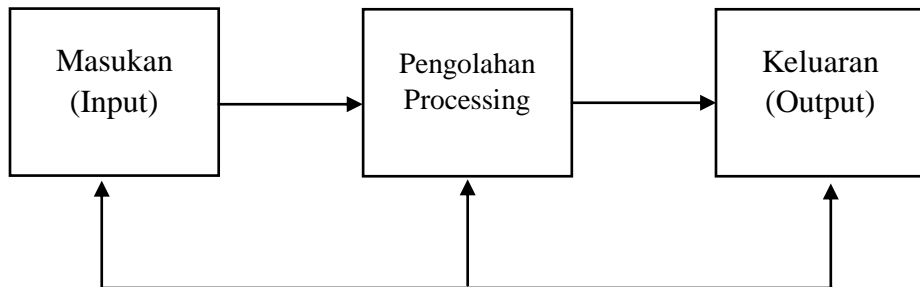 Masukan
(Input)
Pengolahan
Processing
Keluaran
(Output)